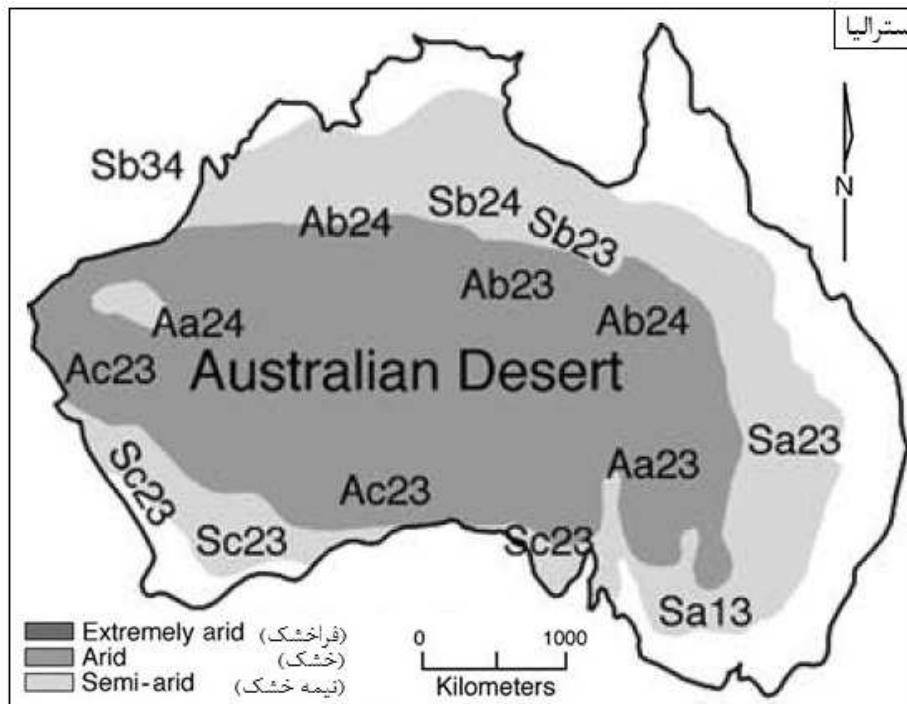 سترالیا
Sb34
Sb24
Ab24
Sb23
Ab23
Aa24
Ab24
Ac23
Australian Desert
N
Sa23
Aa23
Sc23
Ac23
Sc23
Sc23
Sa13
Extremely arid (فراخشک)
Arid (خشک)
Semi-arid (نیمه خشک)
0 1000
Kilometers